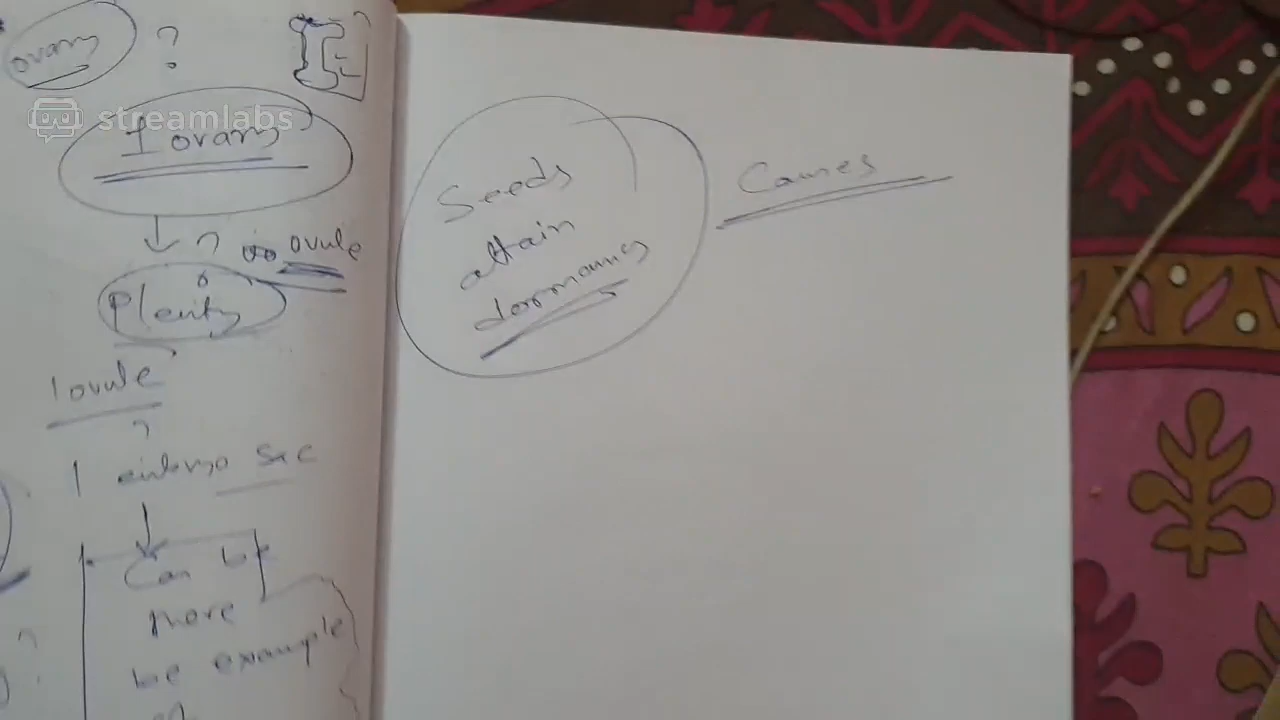 ovary ?
streamlabs
1 ovary
? ovule
Plenty
1 ovule
1 embryo sac
Can be
more
be example
Seeds
attain
dormancy
Causes